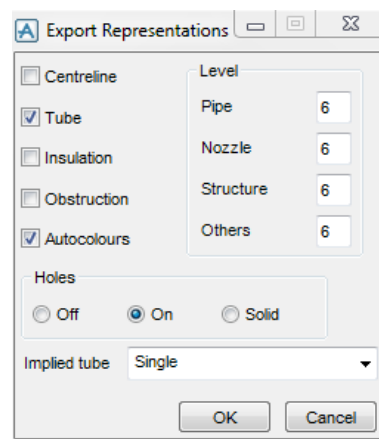 Export Representations
Centreline
Tube
Insulation
Obstruction
Autocolours
Level
Pipe 6
Nozzle 6
Structure 6
Others 6
Holes
Off On Solid
Implied tube Single
OK Cancel